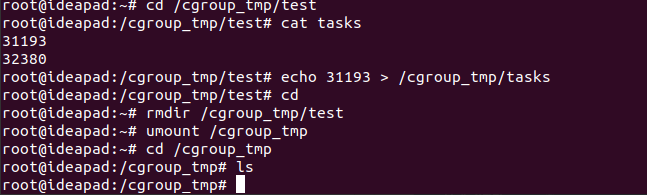 root@ideapad:~# cd /cgroup_tmp/test
root@ideapad:/cgroup_tmp/test# cat tasks
31193
32380
root@ideapad:/cgroup_tmp/test# echo 31193 > /cgroup_tmp/tasks
root@ideapad:/cgroup_tmp/test# cd
root@ideapad:~# rmdir /cgroup_tmp/test
root@ideapad:~# umount /cgroup_tmp
root@ideapad:~# cd /cgroup_tmp
root@ideapad:/cgroup_tmp# ls
root@ideapad:/cgroup_tmp#